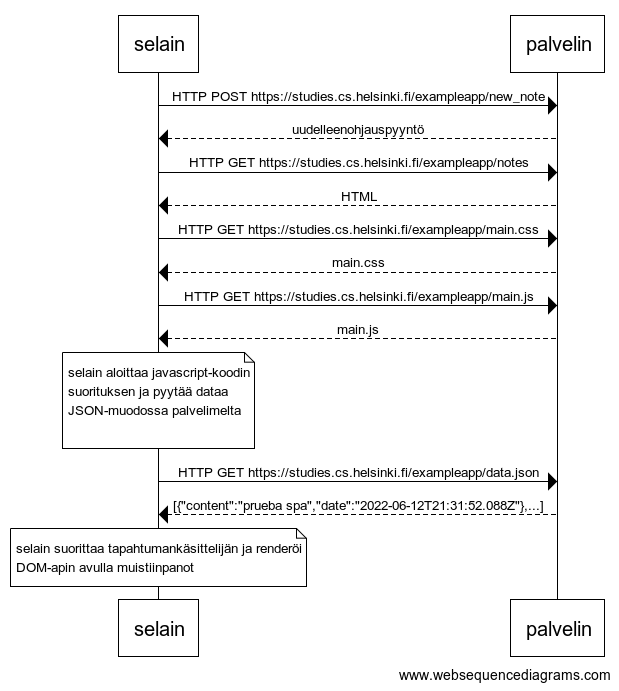 selain
palvelin
HTTP POST https://studies.cs.helsinki.fi/exampleapp/new_note
uudelleenohjauspyyntö
HTTP GET https://studies.cs.helsinki.fi/exampleapp/notes
HTML
HTTP GET https://studies.cs.helsinki.fi/exampleapp/main.css
main.css
HTTP GET https://studies.cs.helsinki.fi/exampleapp/main.js
main.js
selain aloittaa javascript-koodin
suorituksen ja pyytää dataa
JSON-muodossa palvelimelta
HTTP GET https://studies.cs.helsinki.fi/exampleapp/data.json
[{"content":"prueba spa","date":"2022-06-12T21:31:52.088Z"},...]
selain suorittaa tapahtumankäsittelijän ja renderöi
DOM-apin avulla muistiinpanot
selain
palvelin
www.websequencediagrams.com